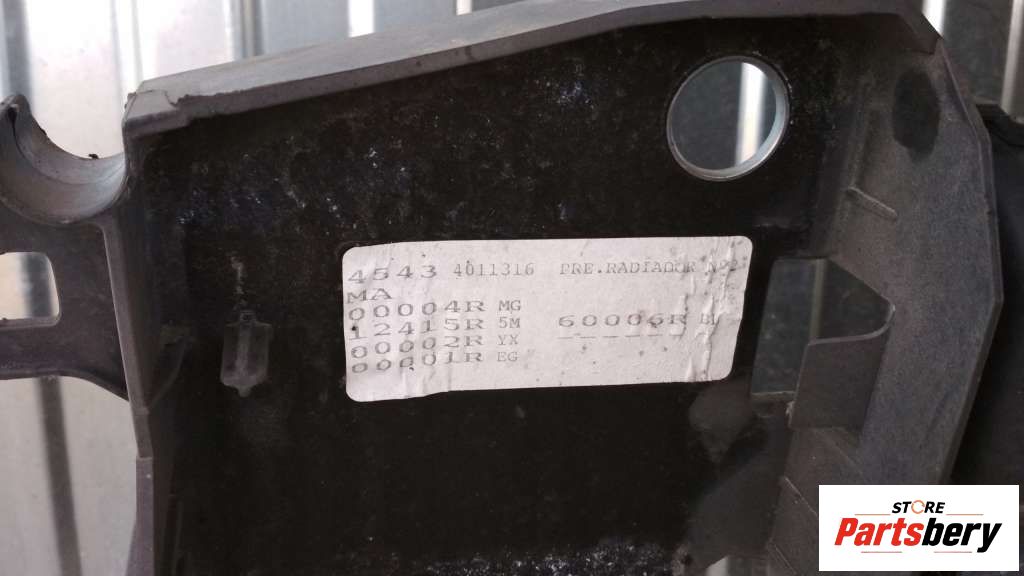 4543 4011316 PRE.RADIADOR
MA
00004R MG
12415R 5M 60006R
00002R YX ------
00001R EG
STORE
Partsbery